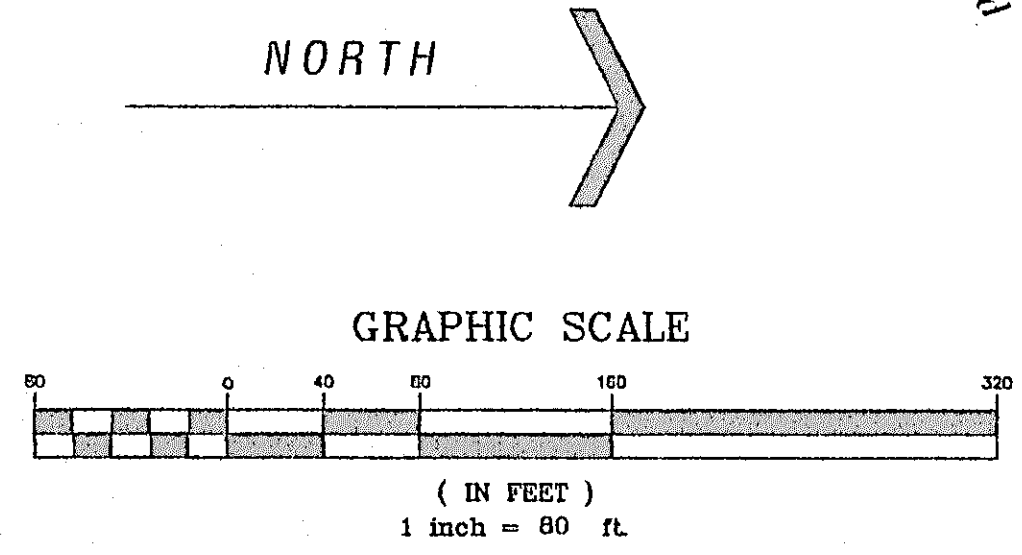 NORTH
GRAPHIC SCALE
80 0 40 80 160 320
( IN FEET )
1 inch = 80 ft.